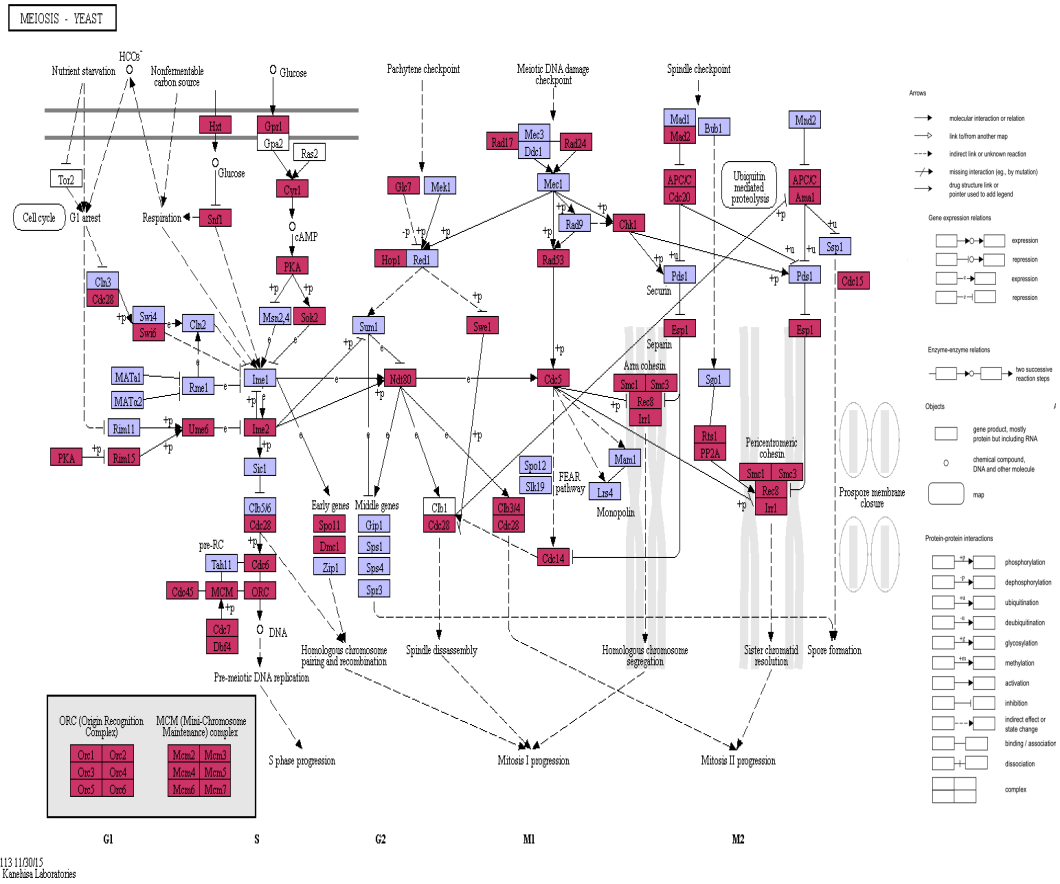 MEIOSIS - YEAST
Nutrient starvation
HCO3-
Nonfermentable
carbon source
Glucose
Pachytene checkpoint
Meiotic DNA damage
checkpoint
Spindle checkpoint
Hxt
Gpr1
Gpa2
Ras2
Glucose
Tor2
Cyr1
Cell cycle
G1 arrest
Respiration
Snf1
cAMP
PKA
Rad17
Mec3
Ddc1
Rad24
Mec1
Glc7
Mek1
Rad9
Chk1
Hop1
Red1
Rad53
Mad1
Mad2
Bub1
Mnd2
APC/C
Cdc20
Ubiquitin
mediated
proteolysis
APC/C
Ama1
Ssp1
Pds1
Securin
Pds1
Cdc15
Cln3
Cdc28
Swi4
Swi6
Cln2
Msn2,4
Sok2
Sum1
Swe1
Esp1
Separin
Esp1
MATa1
MATα2
Rme1
Ime1
Ndt80
Cdc5
Arm cohesin
Smc1
Smc3
Rec8
Irr1
Sgo1
Rim11
Ume6
Ime2
PKA
Rim15
Sic1
Rts1
PP2A
Pericentromeric
cohesin
Smc1
Smc3
Rec8
Irr1
Mam1
Lrs4
Monopolin
Spo12
Slk19
FEAR
pathway
Prospore membrane
closure
Clb5/6
Cdc28
Early genes
Spo11
Dmc1
Zip1
Middle genes
Gip1
Sps1
Sps4
Spr3
Clb1
Cdc28
Clb3/4
Cdc28
Cdc14
pre-RC
Tah11
Cdc6
Cdc45
MCM
ORC
Cdc7
Dbf4
DNA
Pre-meiotic DNA replication
Homologous chromosome
pairing and recombination
Spindle dissassembly
Homologous chromosome
segregation
Sister chromatid
resolution
Spore formation
S phase progression
Mitosis I progression
Mitosis II progression
ORC (Origin Recognition
Complex)
Orc1 Orc2
Orc3 Orc4
Orc5 Orc6
MCM (Mini-Chromosome
Maintenance) complex
Mcm2 Mcm3
Mcm4 Mcm5
Mcm6 Mcm7
G1
S
G2
M1
M2
113 11/30/15
Kanehisa Laboratories
Arrows
molecular interaction or relation
link to/from another map
indirect link or unknown reaction
missing interaction (eg., by mutation)
drug structure link or
pointer used to add legend
Gene expression relations
expression
repression
expression
repression
Enzyme-enzyme relations
two successive
reaction steps
Objects
gene product, mostly
protein but including RNA
chemical compound,
DNA and other molecule
map
Protein-protein interactions
+p phosphorylation
-p dephosphorylation
+u ubiquitination
-u deubiquitination
+g glycosylation
+m methylation
activation
inhibition
indirect effect or
state change
binding / association
dissociation
complex